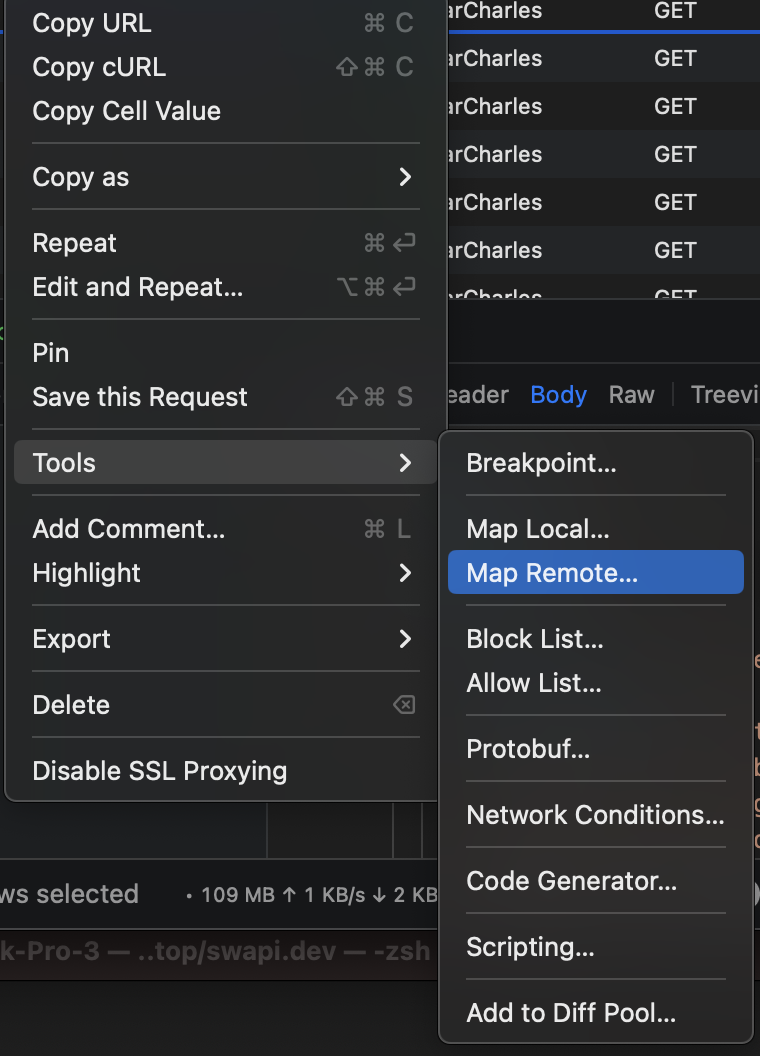 Copy URL ⌘ C
Copy cURL ⇧ ⌘ C
Copy Cell Value
Copy as
Repeat ⌘ ↩
Edit and Repeat... ⌥ ⌘ ↩
Pin
Save this Request ⇧ ⌘ S
Tools
Add Comment... ⌘ L
Highlight
Export
Delete ⌫
Disable SSL Proxying
arCharles GET
arCharles GET
arCharles GET
arCharles GET
arCharles GET
arCharles GET
arCharles GET
eader Body Raw Treevi
Breakpoint...
Map Local...
Map Remote...
Block List...
Allow List...
Protobuf...
Network Conditions...
Code Generator...
Scripting...
Add to Diff Pool...
ws selected • 109 MB ↑ 1 KB/s ↓ 2 KB
k-Pro-3 — ..top/swapi.dev — -zsh